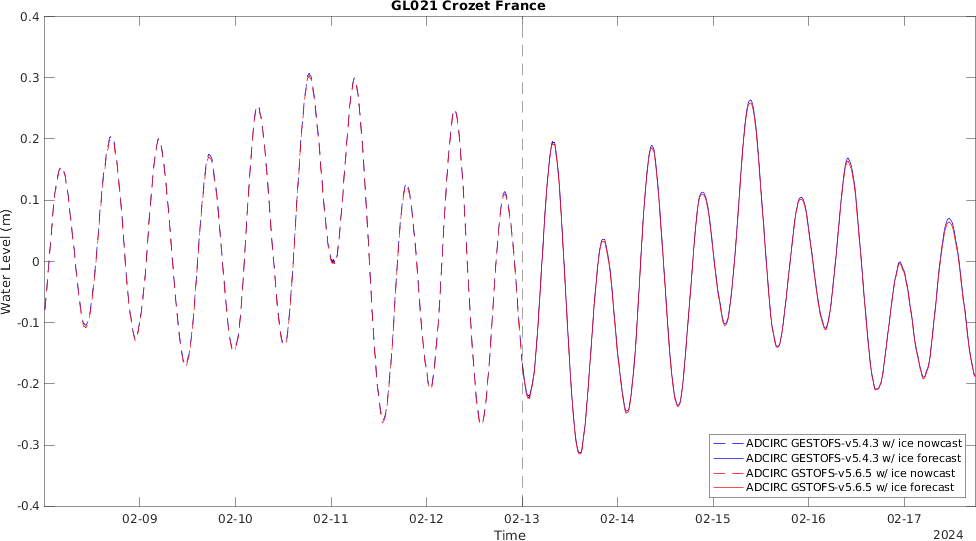 GL021 Crozet France
0.4
0.3
0.2
0.1
0
-0.1
-0.2
-0.3
-0.4
Water Level (m)
ADCIRC GESTOFS-v5.4.3 w/ ice nowcast
ADCIRC GESTOFS-v5.4.3 w/ ice forecast
ADCIRC GSTOFS-v5.6.5 w/ ice nowcast
ADCIRC GSTOFS-v5.6.5 w/ ice forecast
02-09 02-10 02-11 02-12 02-13 02-14 02-15 02-16 02-17
Time
2024